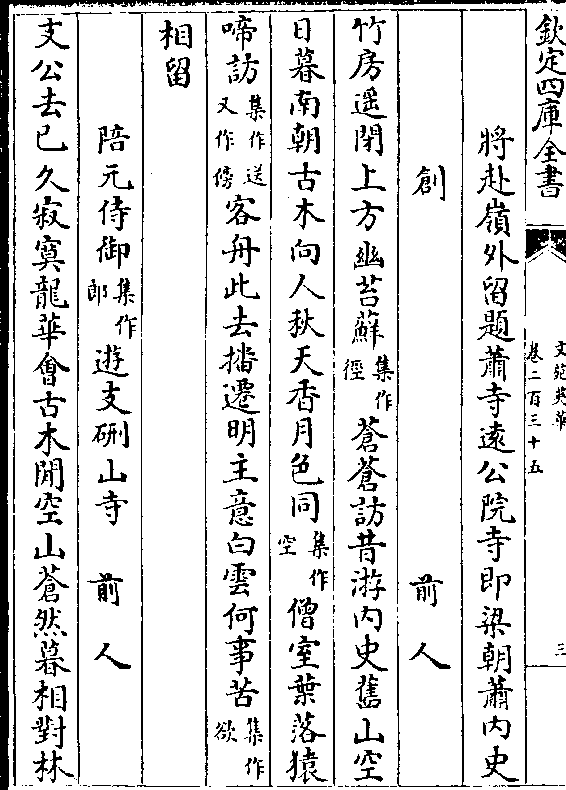 欽定四庫全書
文苑英華
卷二百三十五
三
將赴嶺外留題蕭寺遠公院寺即梁朝蕭内史
創 前人
竹房遥閉上方幽苔蘇集作徑蒼蒼訪昔游内史舊山空
日暮南朝古木向人秋天香月色同集作空僧室葉落猿
啼訪集作送又作傍客舟此去播遷明主意白雲何事苦集作欲
相留
陪元侍御集作郎遊支硎山寺 前人
支公去已久寂寞龍華會古木閒空山蒼然暮相對林